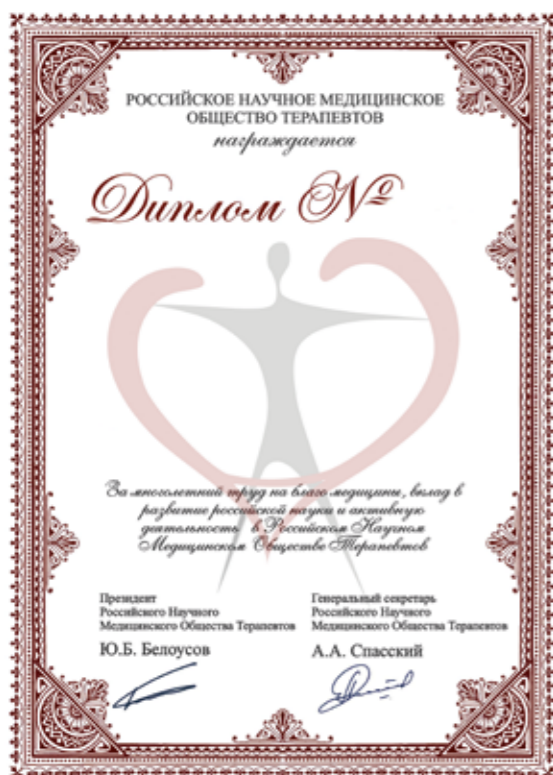 РОССИЙСКОЕ НАУЧНОЕ МЕДИЦИНСКОЕ
ОБЩЕСТВО ТЕРАПЕВТОВ
награждается
Диплом №
За многолетний труд на благо медицины, вклад в
развитие российской науки и активную
деятельность в Российском Научном
Медицинском Обществе Терапевтов
Президент
Российского Научного
Медицинского Общества Терапевтов
Ю.Б. Белоусов
Генеральный секретарь
Российского Научного
Медицинского Общества Терапевтов
А.А. Спасский